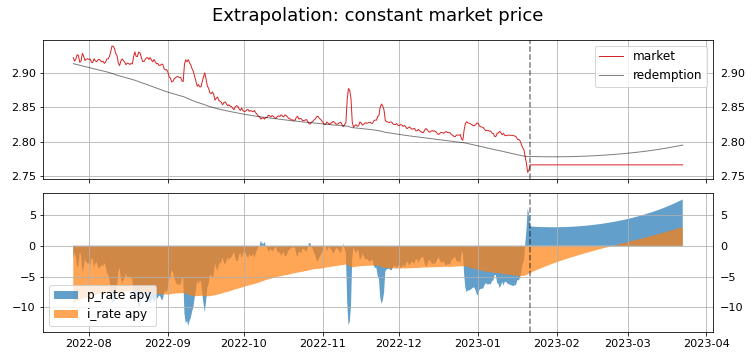 Extrapolation: constant market price
2.90
2.85
2.80
2.75
market
redemption
2.90
2.85
2.80
2.75
5
0
−5
−10
p_rate apy
i_rate apy
5
0
−5
−10
2022-08 2022-09 2022-10 2022-11 2022-12 2023-01 2023-02 2023-03 2023-04